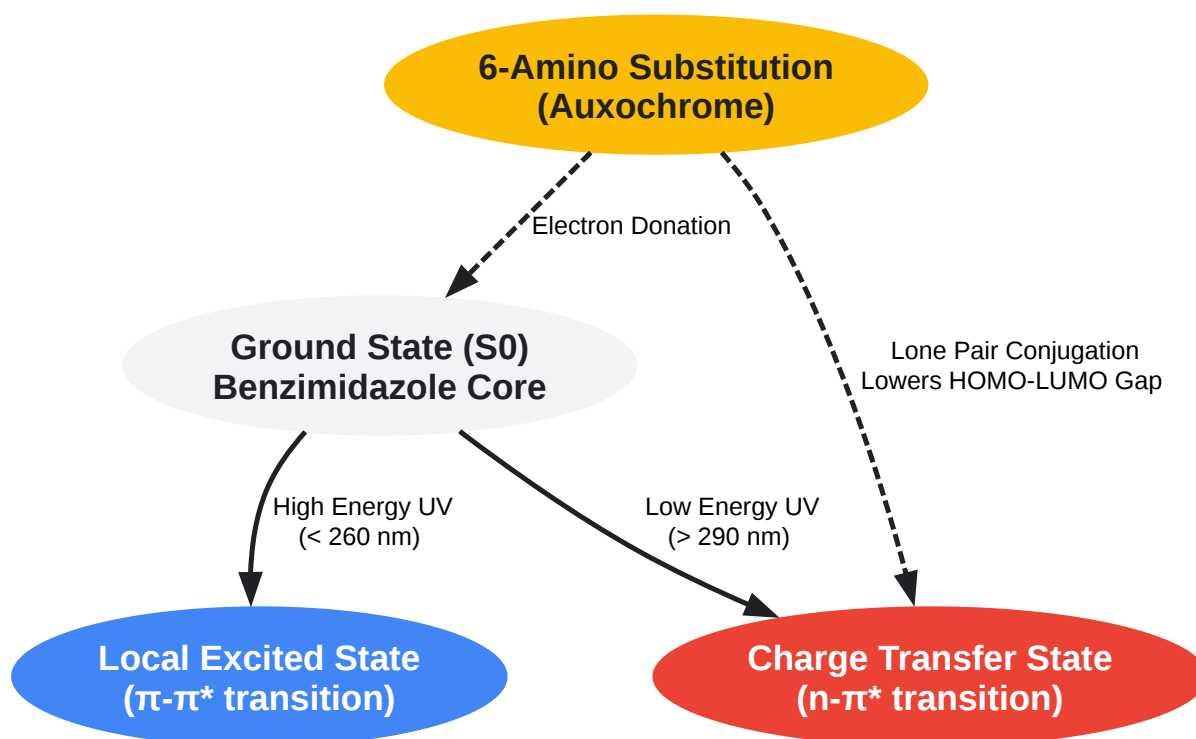 6-Amino Substitution
(Auxochrome)
Electron Donation
Ground State (S0)
Benzimidazole Core
Lone Pair Conjugation
Lowers HOMO-LUMO Gap
High Energy UV
(< 260 nm)
Low Energy UV
(> 290 nm)
Local Excited State
(π-π* transition)
Charge Transfer State
(n-π* transition)